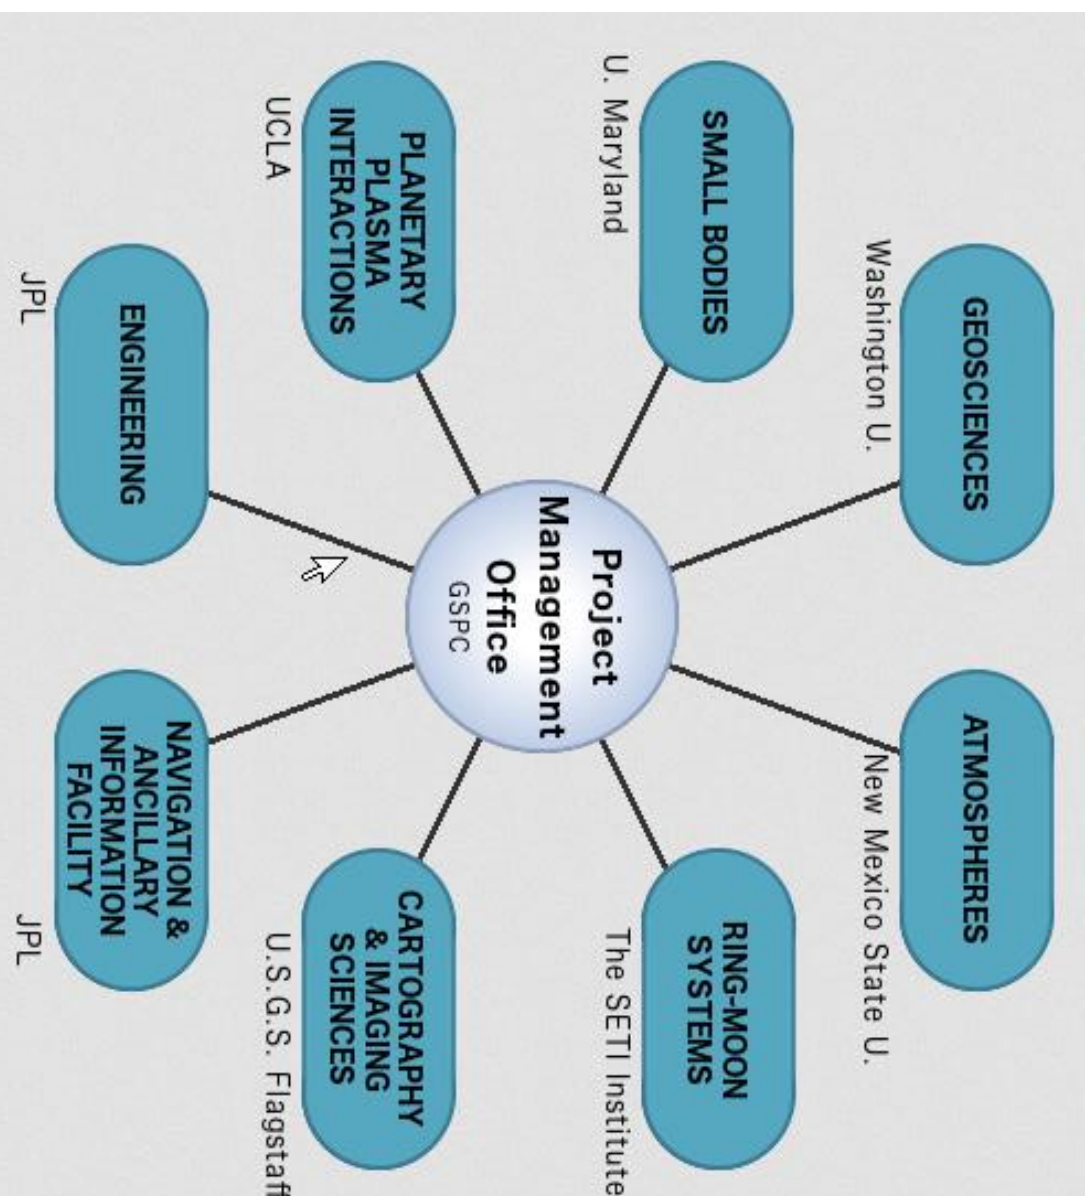 GEOSCIENCES
Washington U.
ATMOSPHERES
New Mexico State U.
SMALL BODIES
U. Maryland
RING-MOON
SYSTEMS
The SETI Institute
Project
Management
Office
GSPC
PLANETARY
PLASMA
INTERACTIONS
UCLA
CARTOGRAPHY
& IMAGING
SCIENCES
U.S.G.S. Flagstaff
ENGINEERING
JPL
NAVIGATION &
ANCILLARY
INFORMATION
FACILITY
JPL